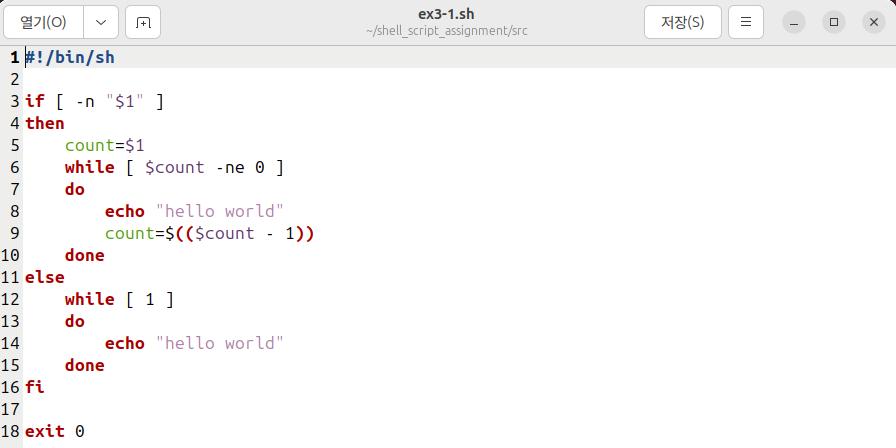 열기(O)
ex3-1.sh
~/shell_script_assignment/src
저장(S)
1 #!/bin/sh
2
3 if [ -n "$1" ]
4 then
5     count=$1
6     while [ $count -ne 0 ]
7     do
8         echo "hello world"
9         count=$(($count - 1))
10     done
11 else
12     while [ 1 ]
13     do
14         echo "hello world"
15     done
16 fi
17
18 exit 0